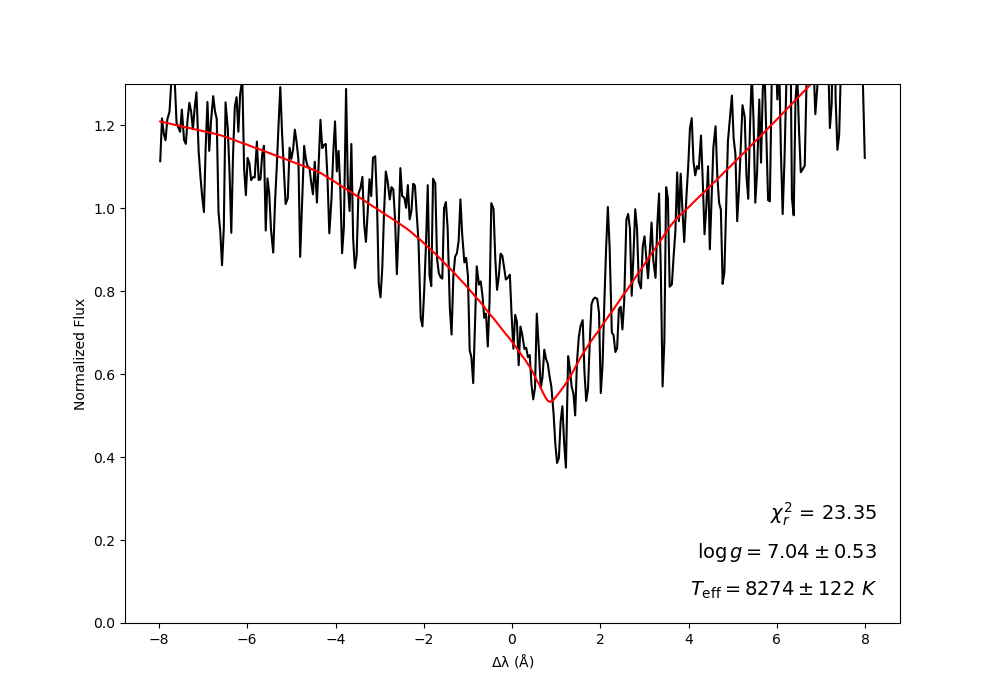 1.2
1.0
0.8
0.6
0.4
0.2
0.0
Normalized Flux
χ²ᵣ = 23.35
log g = 7.04 ± 0.53
T_eff = 8274 ± 122 K
−8 −6 −4 −2 0 2 4 6 8
Δλ (Å)